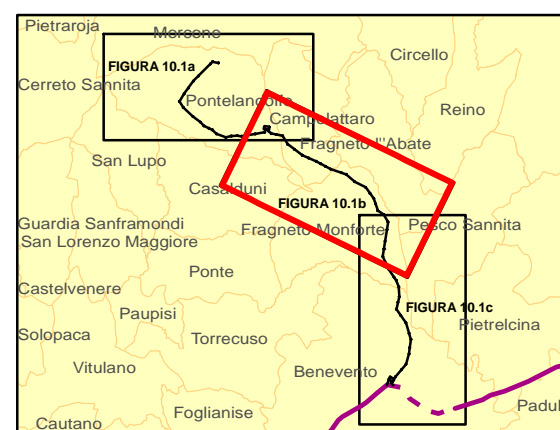 Pietraroja
Morcone
Circello
FIGURA 10.1a
Cerreto Sannita
Pontelandolfo
Reino
Campolattaro
Fragneto l'Abate
San Lupo
Casalduni
FIGURA 10.1b
Guardia Sanframondi
Fragneto Monforte
Pesco Sannita
San Lorenzo Maggiore
Ponte
Castelvenere
FIGURA 10.1c
Paupisi
Pietrelcina
Solopaca
Torrecuso
Vitulano
Benevento
Padul
Foglianise
Cautano